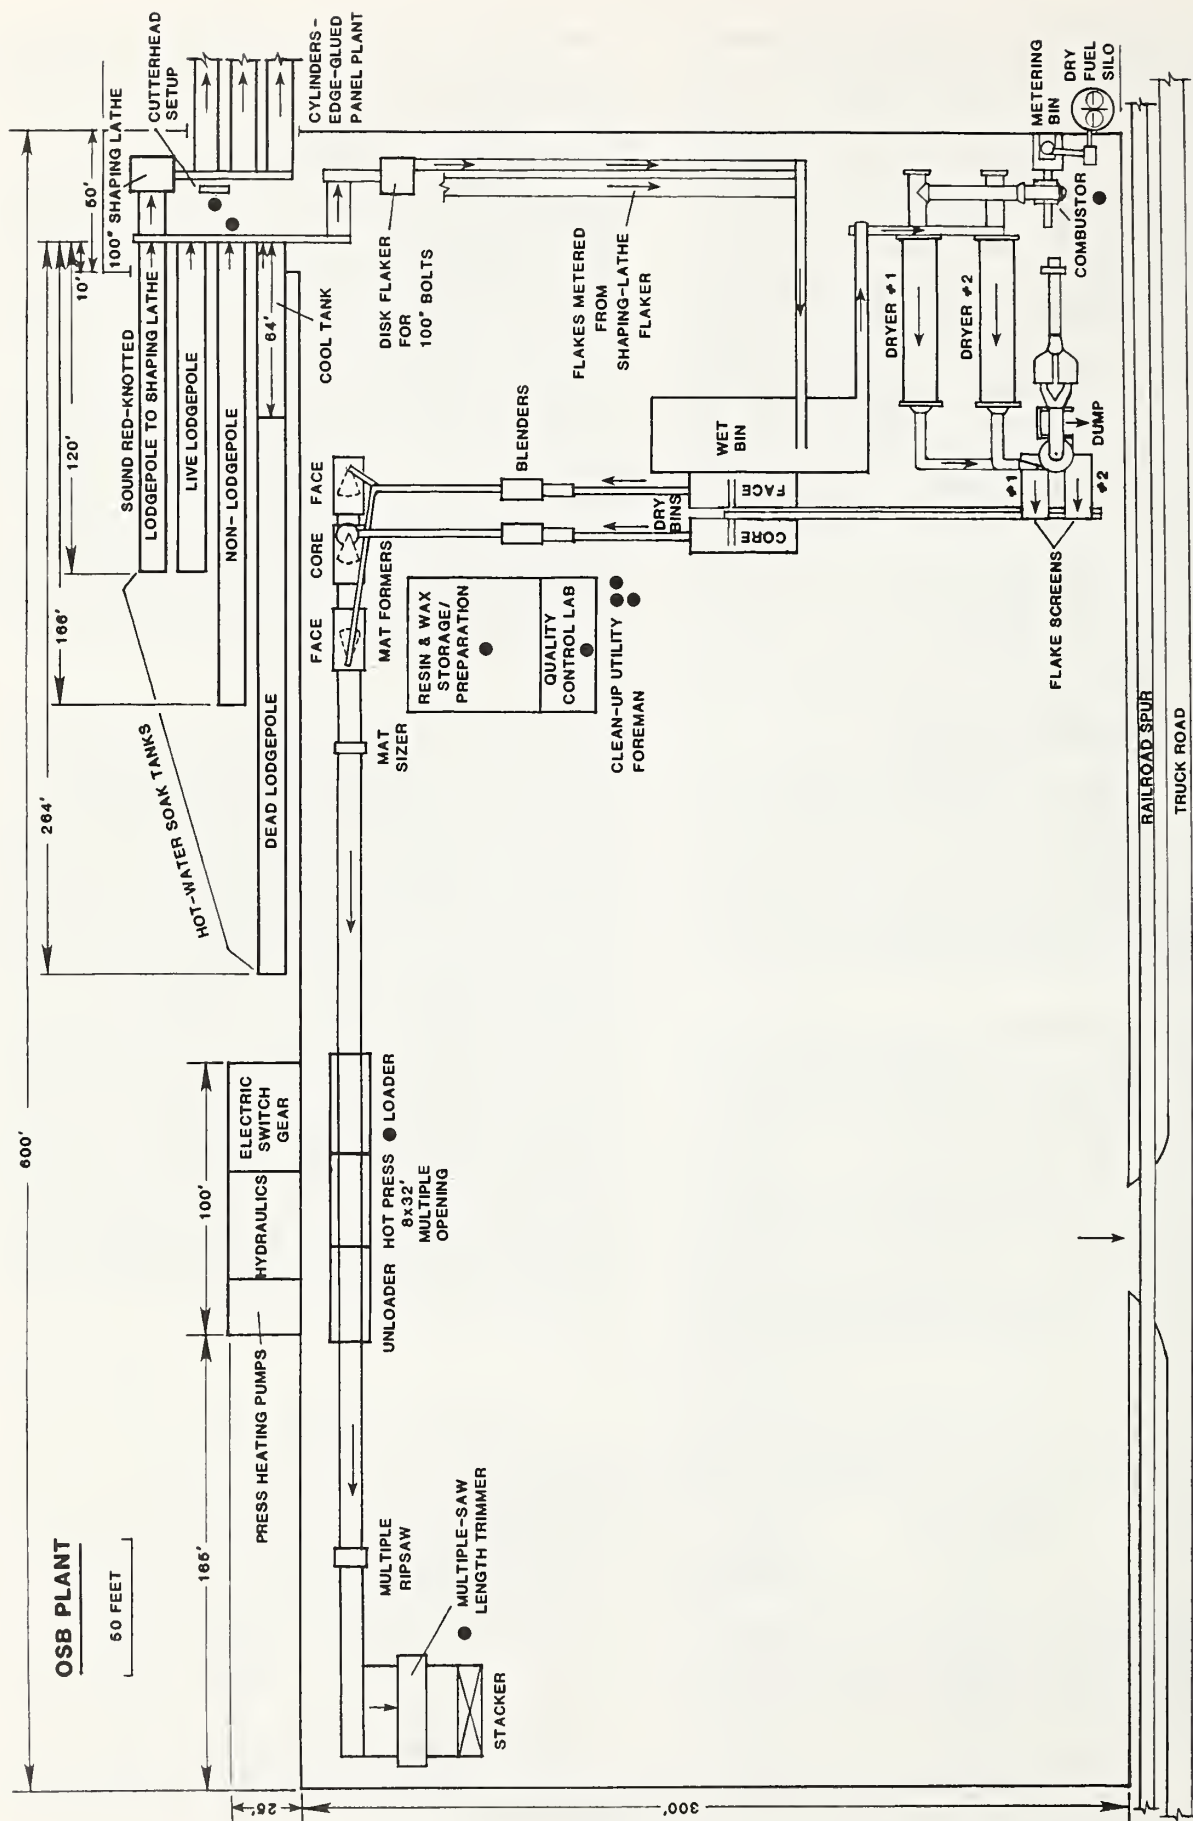 OSB PLANT
50 FEET
600'
165'
100'
264'
166'
120'
10'
50'
64'
26'
300'
PRESS HEATING PUMPS
HYDRAULICS
ELECTRIC
SWITCH
GEAR
HOT-WATER SOAK TANKS
SOUND RED-KNOTTED
LODGEPOLE TO SHAPING LATHE
LIVE LODGEPOLE
NON-LODGEPOLE
DEAD LODGEPOLE
COOL TANK
100" SHAPING LATHE
CUTTERHEAD
SETUP
CYLINDERS-
EDGE-GLUED
PANEL PLANT
STACKER
MULTIPLE-SAW
LENGTH TRIMMER
MULTIPLE
RIPSAW
UNLOADER
HOT PRESS
8x32'
MULTIPLE
OPENING
LOADER
MAT
SIZER
FACE
CORE
FACE
MAT FORMERS
RESIN & WAX
STORAGE/
PREPARATION
QUALITY
CONTROL LAB
CLEAN-UP UTILITY
FOREMAN
BLENDERS
DISK FLAKER
FOR
100" BOLTS
FLAKES METERED
FROM
SHAPING-LATHE
FLAKER
DRY
BINS
CORE
FACE
WET
BIN
DRYER #1
DRYER #2
#1
#2
FLAKE SCREENS
DUMP
COMBUSTOR
METERING
BIN
DRY
FUEL
SILO
RAILROAD SPUR
TRUCK ROAD